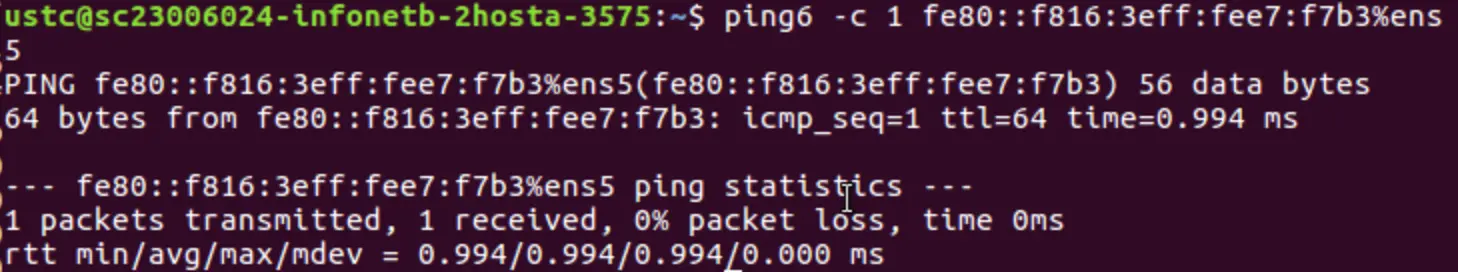 ustc@sc23006024-infonetb-2hosta-3575:~$ ping6 -c 1 fe80::f816:3eff:fee7:f7b3%ens
5
PING fe80::f816:3eff:fee7:f7b3%ens5(fe80::f816:3eff:fee7:f7b3) 56 data bytes
64 bytes from fe80::f816:3eff:fee7:f7b3: icmp_seq=1 ttl=64 time=0.994 ms

--- fe80::f816:3eff:fee7:f7b3%ens5 ping statistics ---
1 packets transmitted, 1 received, 0% packet loss, time 0ms
rtt min/avg/max/mdev = 0.994/0.994/0.994/0.000 ms